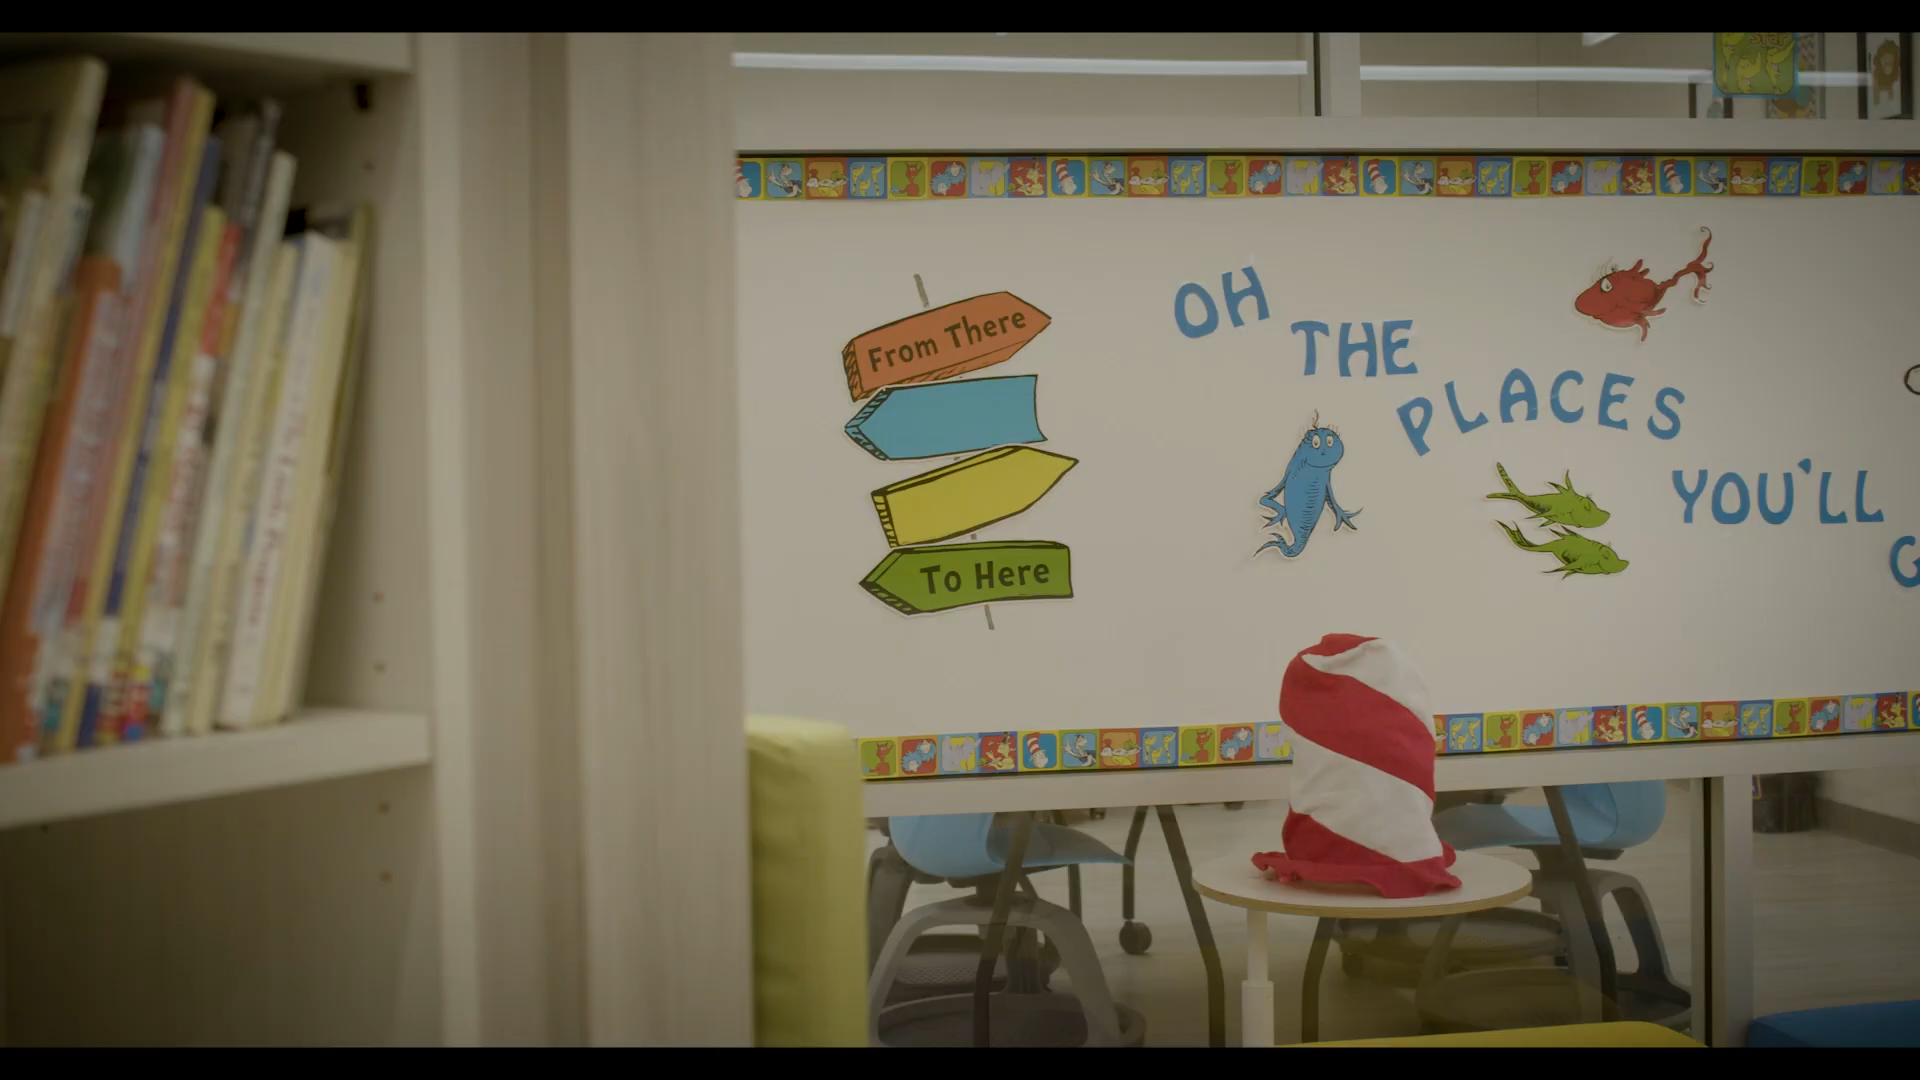 From There
To Here
OH
THE
PLACES
YOU'LL
G